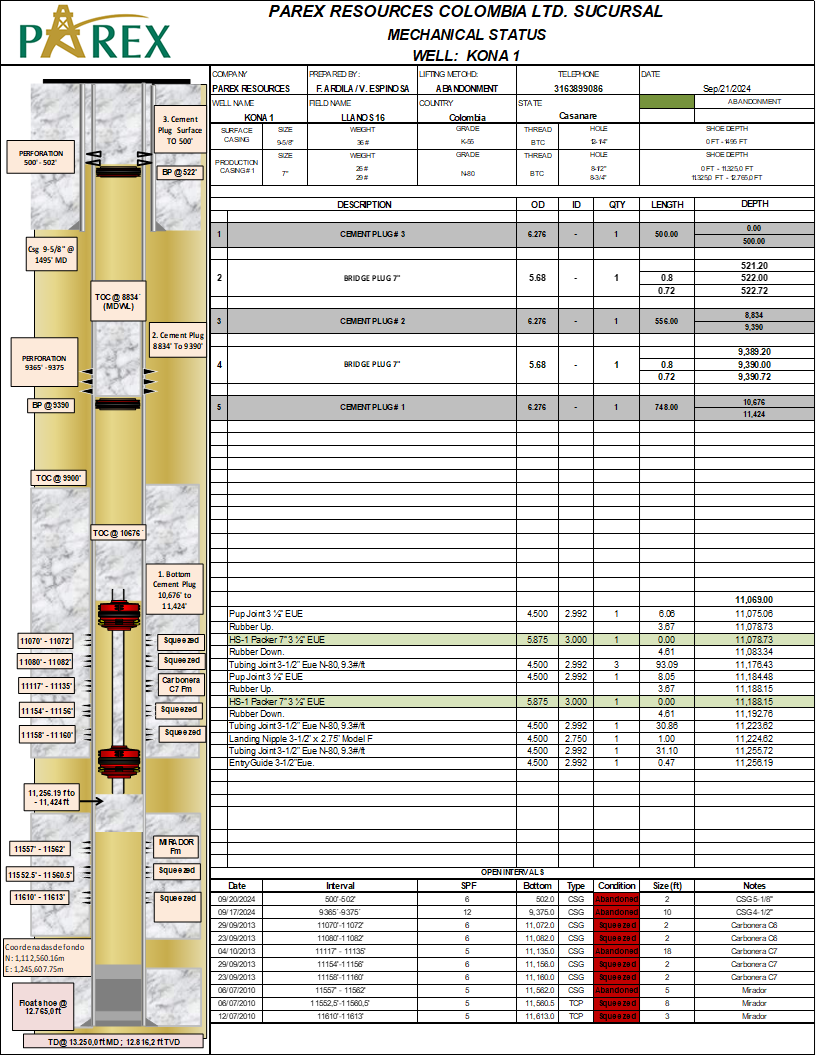 PAREX
PAREX RESOURCES COLOMBIA LTD. SUCURSAL
MECHANICAL STATUS
WELL: KONA 1
COMPANY PREPARED BY: LIFTING METOHD: TELEPHONE DATE
PAREX RESOURCES F. ARDILA / V. ESPINOSA ABANDONMENT 3163899086 Sep/21/2024
WELL NAME FIELD NAME COUNTRY STATE ABANDONMENT
KONA 1 LLANOS 16 Colombia Casanare
SURFACE CASING SIZE WEIGHT GRADE THREAD HOLE SHOE DEPTH
9-5/8" 36 # K-55 BTC 12-1/4" 0 FT - 1495 FT
PRODUCTION CASING # 1 SIZE WEIGHT GRADE THREAD HOLE SHOE DEPTH
7" 26 # 29 # N-80 BTC 8-1/2" 8-3/4" 0 FT - 11.325,0 FT 11.325,0 FT - 12.765,0 FT
DESCRIPTION OD ID QTY LENGTH DEPTH
1 CEMENT PLUG # 3 6.276 - 1 500.00 0.00
500.00
521.20
2 BRIDGE PLUG 7" 5.68 - 1 0.8 522.00
0.72 522.72
3 CEMENT PLUG # 2 6.276 - 1 556.00 8,834
9,390
9,389.20
4 BRIDGE PLUG 7" 5.68 - 1 0.8 9,390.00
0.72 9,390.72
5 CEMENT PLUG # 1 6.276 - 1 748.00 10,676
11,424
11,069.00
Pup Joint 3 ½" EUE 4.500 2.992 1 6.06 11,075.06
Rubber Up. 3.67 11,078.73
HS-1 Packer 7" 3 ½" EUE 5.875 3.000 1 0.00 11,078.73
Rubber Down. 4.61 11,083.34
Tubing Joint 3-1/2" Eue N-80, 9.3#/ft 4.500 2.992 3 93.09 11,176.43
Pup Joint 3 ½" EUE 4.500 2.992 1 8.05 11,184.48
Rubber Up. 3.67 11,188.15
HS-1 Packer 7" 3 ½" EUE 5.875 3.000 1 0.00 11,188.15
Rubber Down. 4.61 11,192.76
Tubing Joint 3-1/2" Eue N-80, 9.3#/ft 4.500 2.992 1 30.86 11,223.62
Landing Nipple 3-1/2" x 2.75" Model F 4.500 2.750 1 1.00 11,224.62
Tubing Joint 3-1/2" Eue N-80, 9.3#/ft 4.500 2.992 1 31.10 11,255.72
Entry Guide 3-1/2"Eue. 4.500 2.992 1 0.47 11,256.19
OPEN INTERVALS
Date Interval SPF Bottom Type Condition Size (ft) Notes
09/20/2024 500'-502' 6 502.0 CSG Abandoned 2 CSG 5-1/8"
09/17/2024 9365'-9375' 12 9,375.0 CSG Abandoned 10 CSG 4-1/2"
29/09/2013 11070'-11072' 6 11,072.0 CSG Squeezed 2 Carbonera C6
23/09/2013 11080'-11082' 6 11,082.0 CSG Squeezed 2 Carbonera C6
04/10/2013 11117' - 11135' 6 11,135.0 CSG Abandoned 18 Carbonera C7
29/09/2013 11154'-11156' 6 11,156.0 CSG Squeezed 2 Carbonera C7
23/09/2013 11158'-11160' 6 11,160.0 CSG Squeezed 2 Carbonera C7
06/07/2010 11557' - 11562' 5 11,562.0 CSG Abandoned 5 Mirador
06/07/2010 11552,5'-11560,5' 5 11,560.5 TCP Squeezed 8 Mirador
12/07/2010 11610'-11613' 5 11,613.0 TCP Squeezed 3 Mirador
3. Cement
Plug Surface
TO 500'
PERFORATION
500' - 502'
BP @ 522'
Csg 9-5/8" @
1495' MD
TOC @ 8834'
(MDWL)
2. Cement Plug
8834' To 9390'
PERFORATION
9365' -9375
BP @9390
TOC @ 9900'
TOC @ 10676'
1. Bottom
Cement Plug
10,676' to
11,424'
11070' - 11072'
Squeezed
11080' - 11082'
Squeezed
11117' - 11135'
Carbonera
C7 Fm
11154' - 11156'
Squeezed
11158' - 11160'
Squeezed
11,256.19 ft to
- 11,424 ft
11557' - 11562'
MIRADOR
Fm
11552.5' - 11560.5'
Squeezed
11610' - 11613'
Squeezed
Coordenadas de fondo
N: 1,112,560.16m
E: 1,245,607.75m
Float shoe @
12.765,0 ft
TD @ 13.250,0 ft MD ; 12.816,2 ft TVD